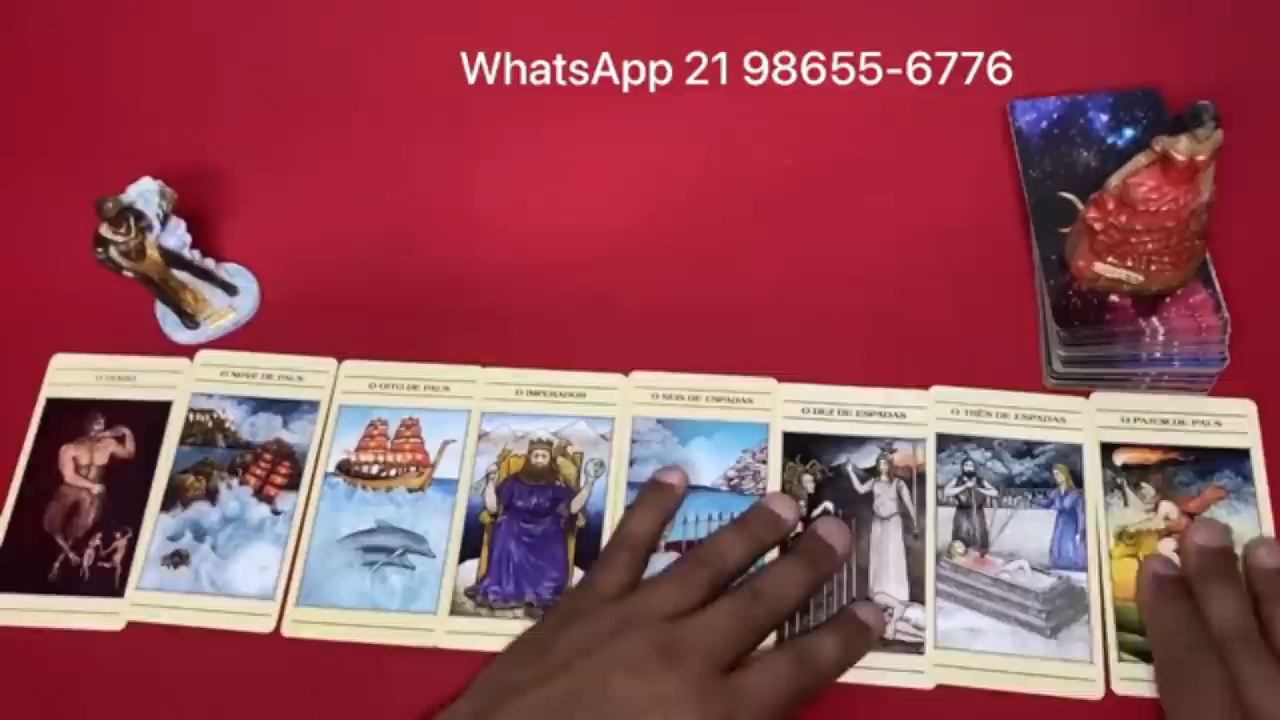 WhatsApp 21 98655-6776
O NOVE DE PAUS
O OITO DE PAUS
O IMPERADOR
O SEIS DE ESPADAS
O DEZ DE ESPADAS
O TRÊS DE ESPADAS
O PAJEM DE PAUS